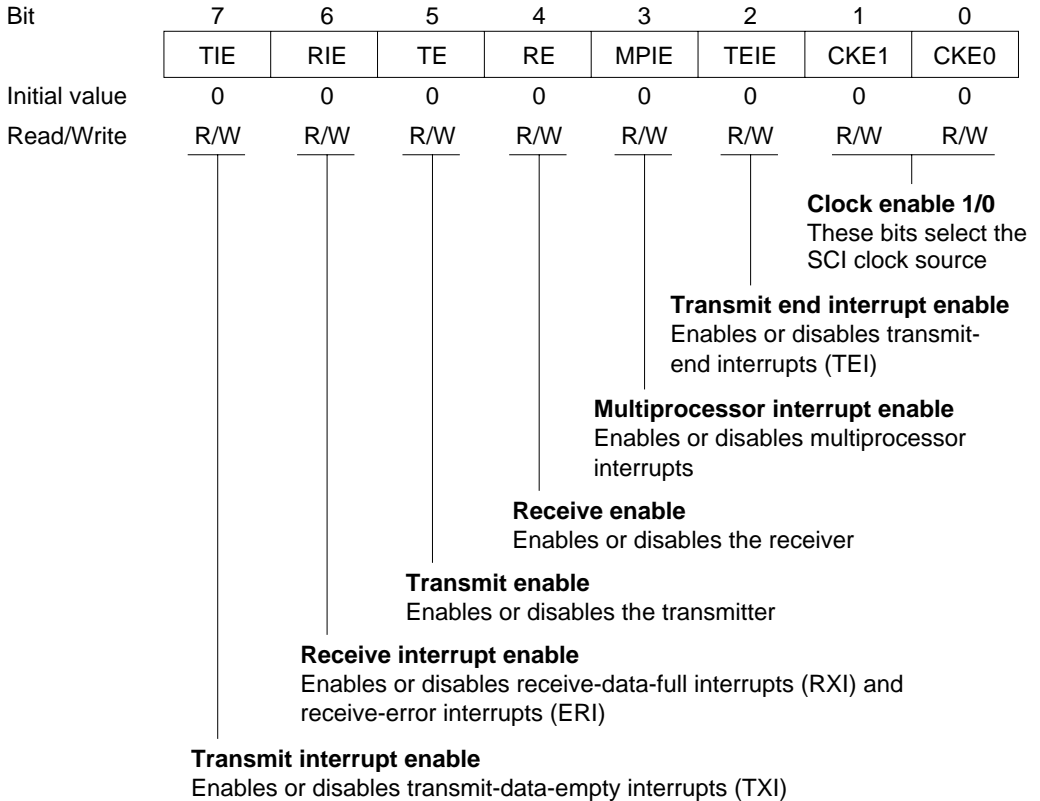 Bit 7 6 5 4 3 2 1 0
TIE RIE TE RE MPIE TEIE CKE1 CKE0
Initial value 0 0 0 0 0 0 0 0
Read/Write R/W R/W R/W R/W R/W R/W R/W R/W
Clock enable 1/0
These bits select the
SCI clock source
Transmit end interrupt enable
Enables or disables transmit-
end interrupts (TEI)
Multiprocessor interrupt enable
Enables or disables multiprocessor
interrupts
Receive enable
Enables or disables the receiver
Transmit enable
Enables or disables the transmitter
Receive interrupt enable
Enables or disables receive-data-full interrupts (RXI) and
receive-error interrupts (ERI)
Transmit interrupt enable
Enables or disables transmit-data-empty interrupts (TXI)